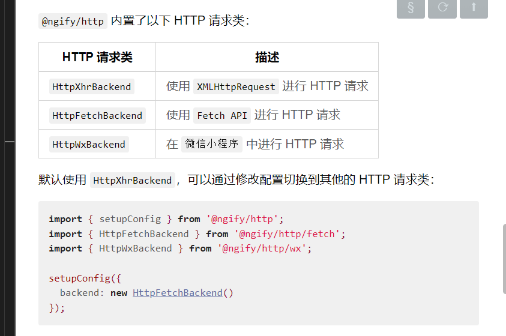 @ngify/http 内置了以下 HTTP 请求类：
HTTP 请求类 描述
HttpXhrBackend 使用 XMLHttpRequest 进行 HTTP 请求
HttpFetchBackend 使用 Fetch API 进行 HTTP 请求
HttpWxBackend 在 微信小程序 中进行 HTTP 请求
默认使用 HttpXhrBackend，可以通过修改配置切换到其他的 HTTP 请求类：
import { setupConfig } from '@ngify/http';
import { HttpFetchBackend } from '@ngify/http/fetch';
import { HttpWxBackend } from '@ngify/http/wx';
setupConfig({
backend: new HttpFetchBackend()
});